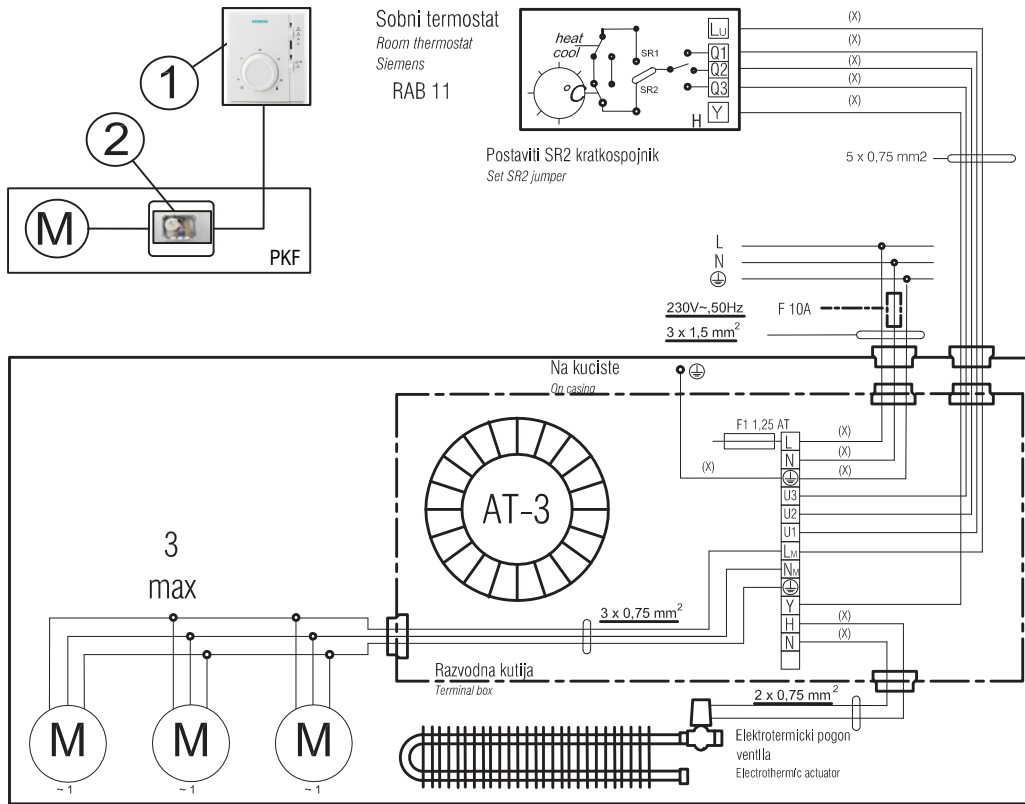 SIEMENS
1
2
M
PKF
Sobni termostat
Room thermostat
Siemens
RAB 11
heat
cool
°C
SR1
SR2
H
LU
Q1
Q2
Q3
Y
(X)
(X)
(X)
(X)
Postaviti SR2 kratkospojnik
Set SR2 jumper
5 x 0,75 mm2
L
N
230V~,50Hz
F 10A
3 x 1,5 mm2
Na kuciste
On casing
F1 1,25 AT
(X)
L
N
U3
U2
U1
LM
NM
Y
H
N
(X)
(X)
(X)
(X)
(X)
AT-3
3
max
3 x 0,75 mm2
Razvodna kutija
Terminal box
2 x 0,75 mm2
Elektrotermicki pogon
ventila
Electrothermic actuator
M
~ 1
M
~ 1
M
~ 1